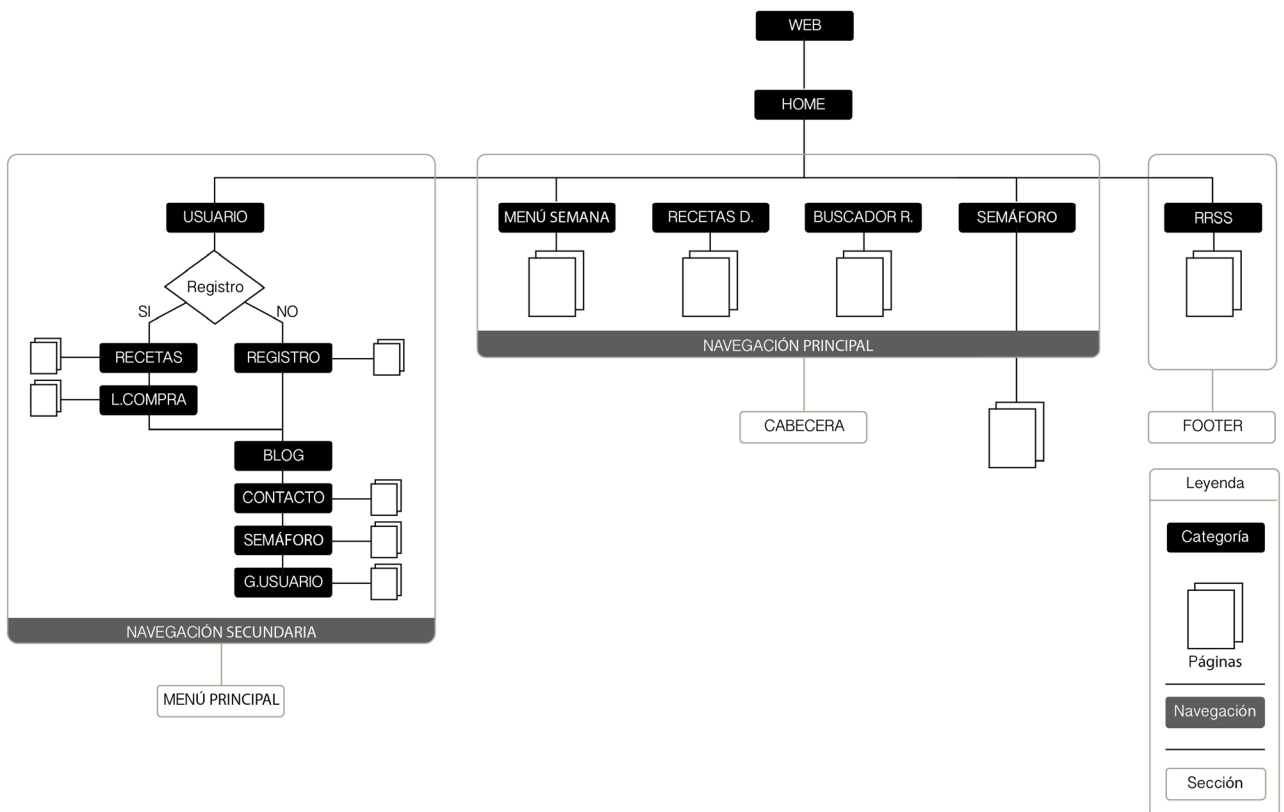 WEB
HOME
USUARIO
MENÚ SEMANA
RECETAS D.
BUSCADOR R.
SEMÁFORO
RRSS
Registro
SI
NO
RECETAS
REGISTRO
NAVEGACIÓN PRINCIPAL
L.COMPRA
CABECERA
FOOTER
BLOG
CONTACTO
SEMÁFORO
G.USUARIO
NAVEGACIÓN SECUNDARIA
MENÚ PRINCIPAL
Leyenda
Categoría
Páginas
Navegación
Sección